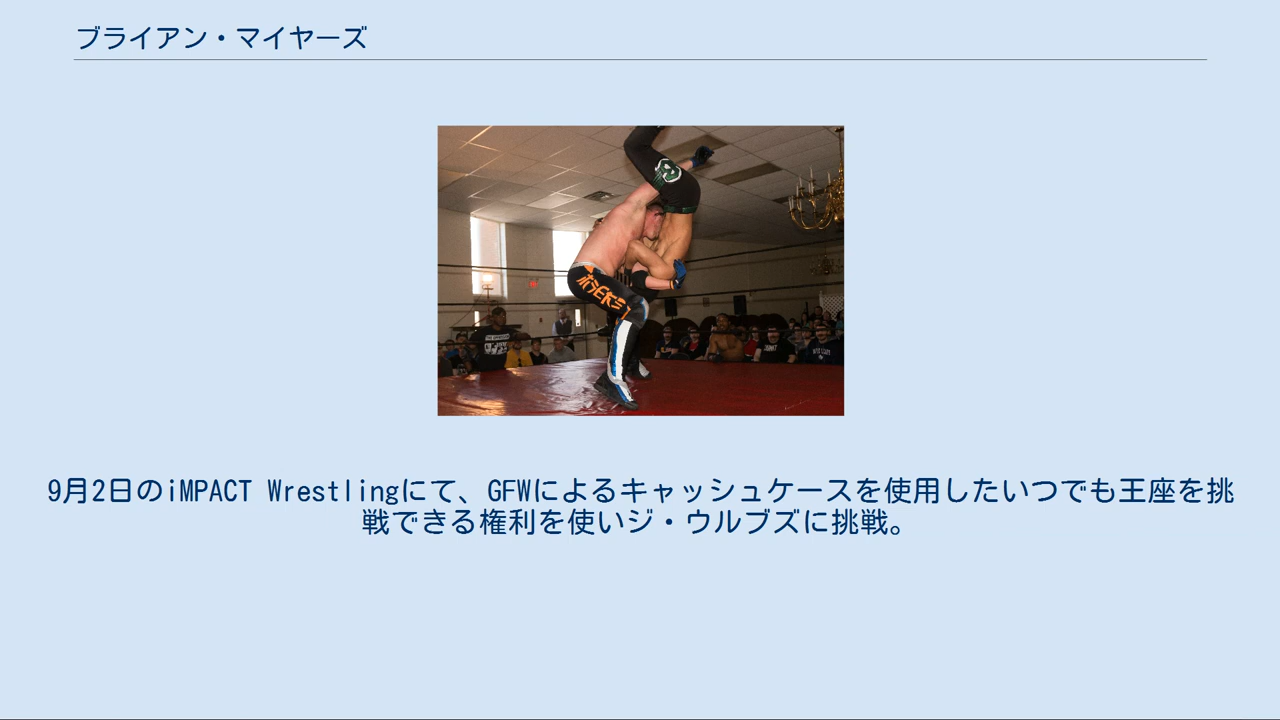 ブライアン・マイヤーズ
9月2日のiMPACT Wrestlingにて、GFWによるキャッシュケースを使用したいつでも王座を挑
戦できる権利を使いジ・ウルブズに挑戦。